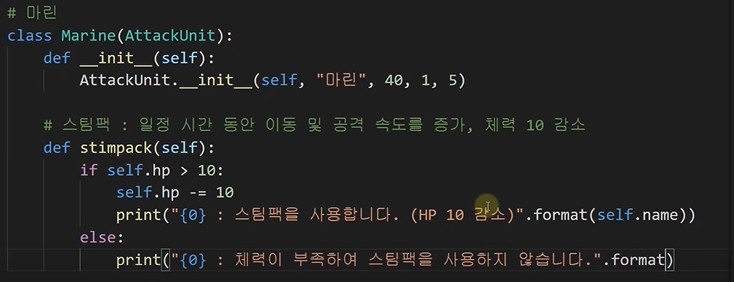 # 마린
class Marine(AttackUnit):
    def __init__(self):
        AttackUnit.__init__(self, "마린", 40, 1, 5)

    # 스팀팩 : 일정 시간 동안 이동 및 공격 속도를 증가, 체력 10 감소
    def stimpack(self):
        if self.hp > 10:
            self.hp -= 10
            print("{0} : 스팀팩을 사용합니다. (HP 10 감소)".format(self.name))
        else:
            print("{0} : 체력이 부족하여 스팀팩을 사용하지 않습니다.".format)